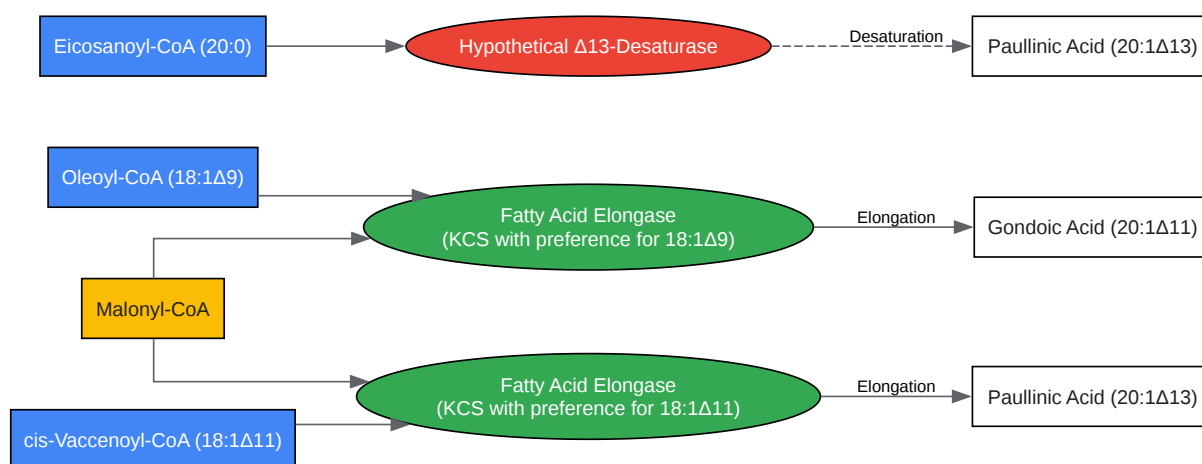 Eicosanoyl-CoA (20:0)
Hypothetical Δ13-Desaturase
Desaturation
Paullinic Acid (20:1Δ13)
Oleoyl-CoA (18:1Δ9)
Fatty Acid Elongase
(KCS with preference for 18:1Δ9)
Elongation
Gondoic Acid (20:1Δ11)
Malonyl-CoA
Fatty Acid Elongase
(KCS with preference for 18:1Δ11)
Elongation
Paullinic Acid (20:1Δ13)
cis-Vaccenoyl-CoA (18:1Δ11)